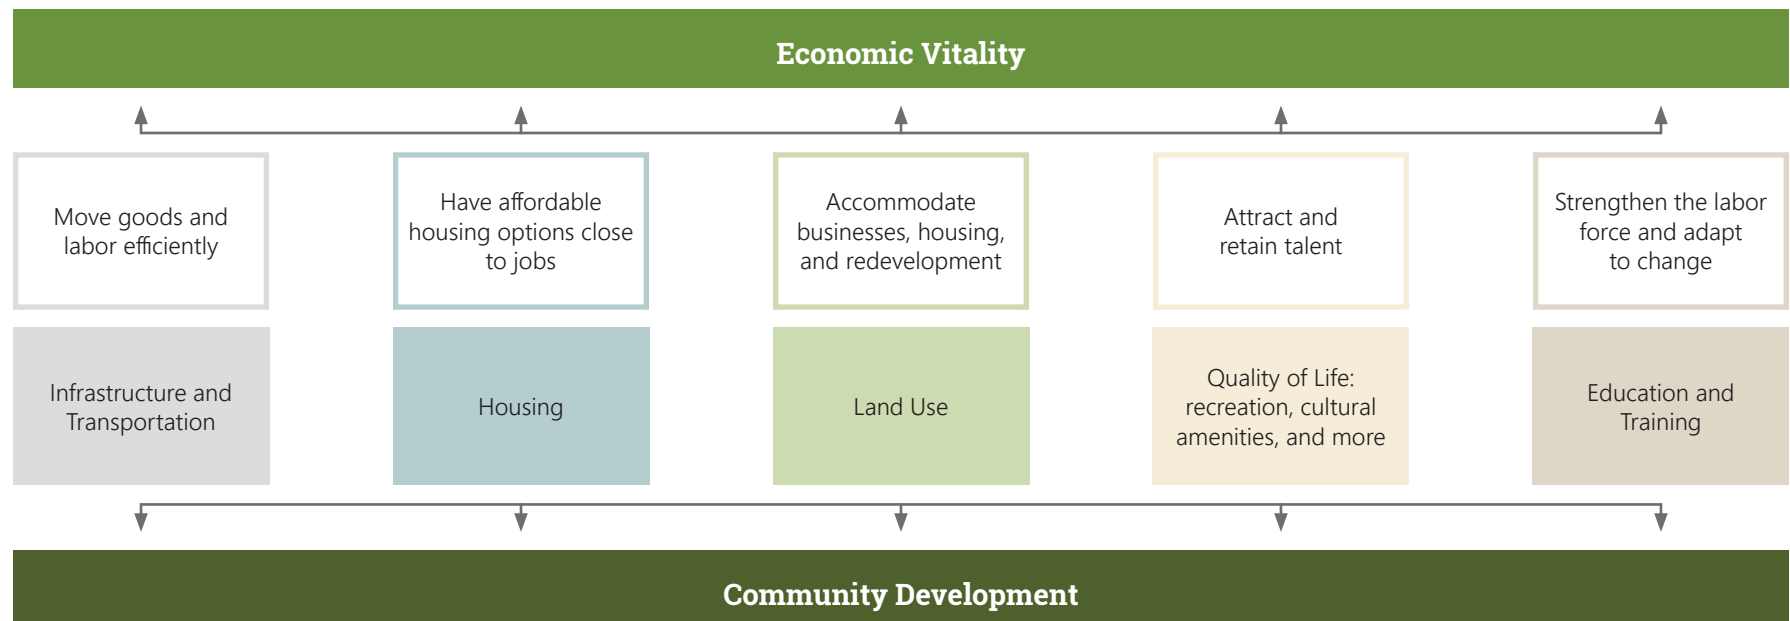 Economic Vitality
Move goods and
labor efficiently
Have affordable
housing options close
to jobs
Accommodate
businesses, housing,
and redevelopment
Attract and
retain talent
Strengthen the labor
force and adapt
to change
Infrastructure and
Transportation
Housing
Land Use
Quality of Life:
recreation, cultural
amenities, and more
Education and
Training
Community Development